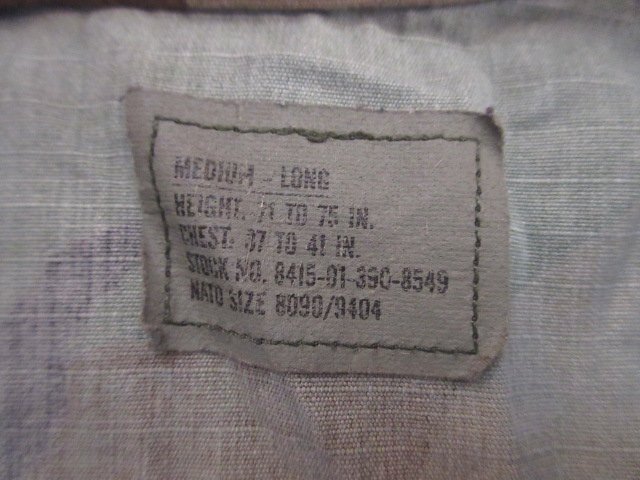 MEDIUM - LONG
HEIGHT. 71 TO 75 IN.
CHEST. 37 TO 41 IN.
STOCK NO. 8415-01-390-8549
NATO SIZE 8090/9404